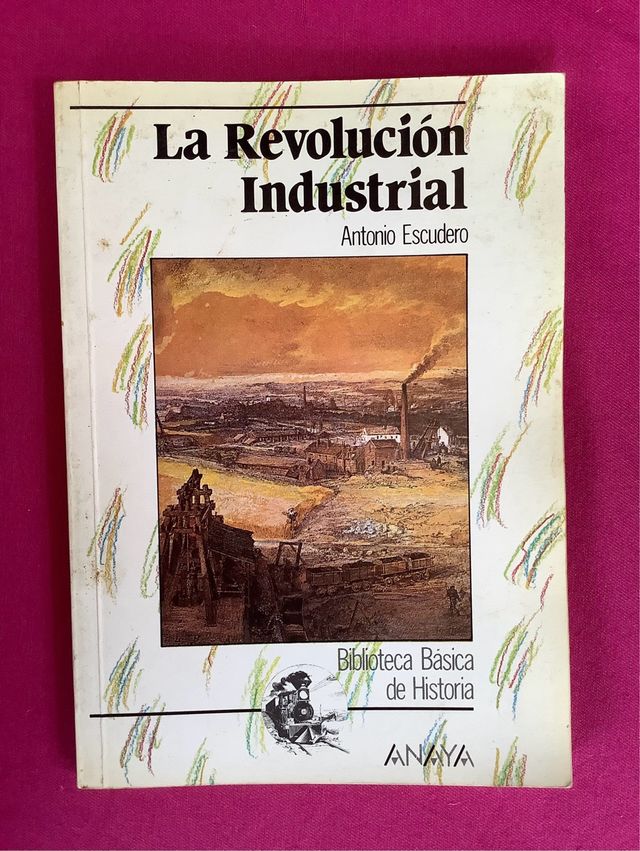 La Revolución
Industrial
Antonio Escudero
Biblioteca Básica
de Historia
ANAYA